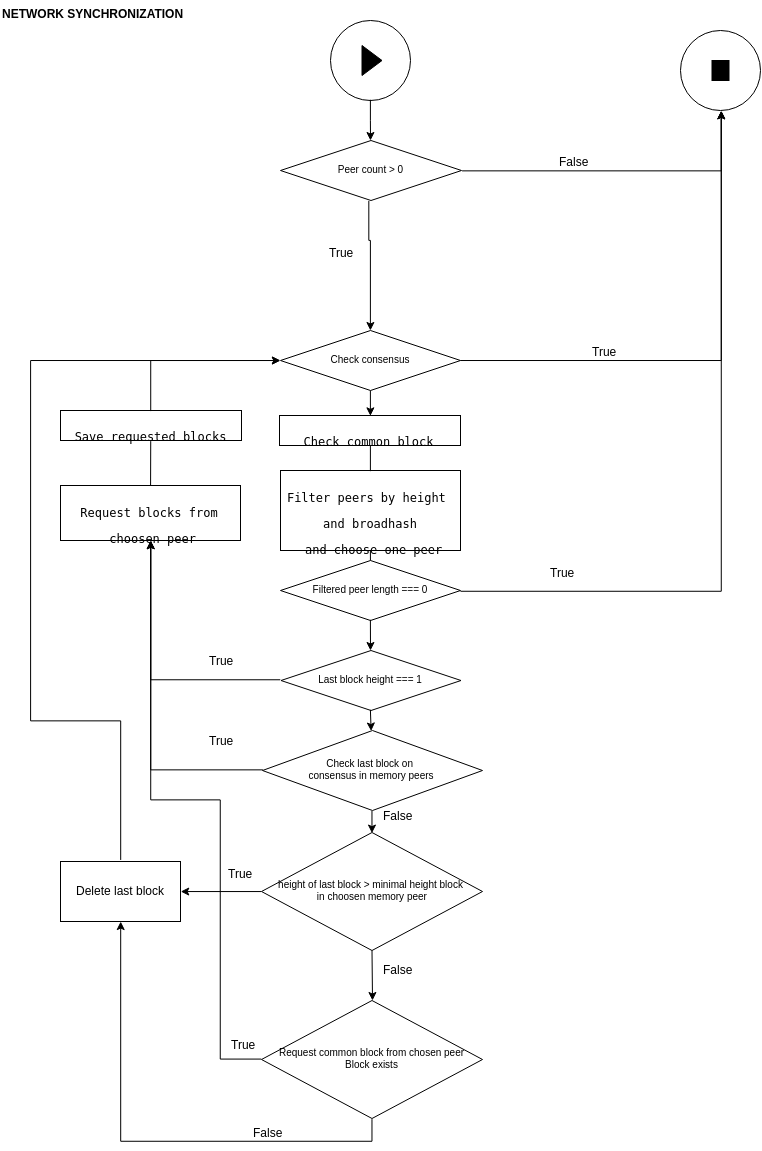 NETWORK SYNCHRONIZATION
Peer count > 0
False
True
Check consensus
True
Save requested blocks
Check common block
Request blocks from
choosen peer
Filter peers by height
and broadhash
and choose one peer
Filtered peer length === 0
True
True
Last block height === 1
True
Check last block on
consensus in memory peers
False
True
height of last block > minimal height block
in choosen memory peer
Delete last block
False
True
Request common block from chosen peer
Block exists
False